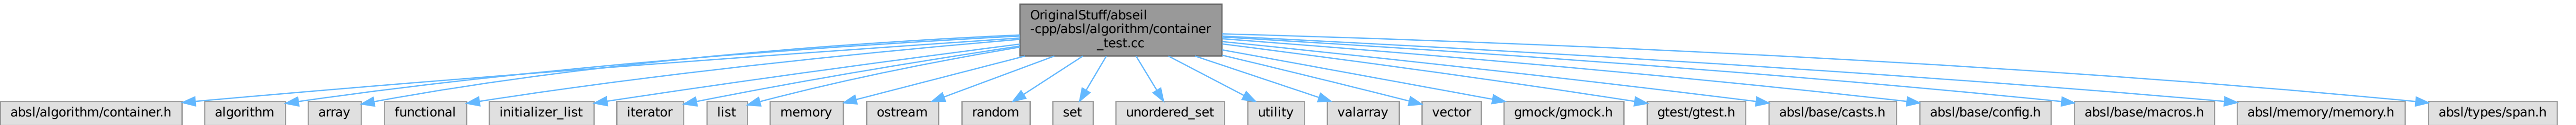 OriginalStuff/abseil
-cpp/absl/algorithm/container
_test.cc
absl/algorithm/container.h
algorithm
array
functional
initializer_list
iterator
list
memory
ostream
random
set
unordered_set
utility
valarray
vector
gmock/gmock.h
gtest/gtest.h
absl/base/casts.h
absl/base/config.h
absl/base/macros.h
absl/memory/memory.h
absl/types/span.h